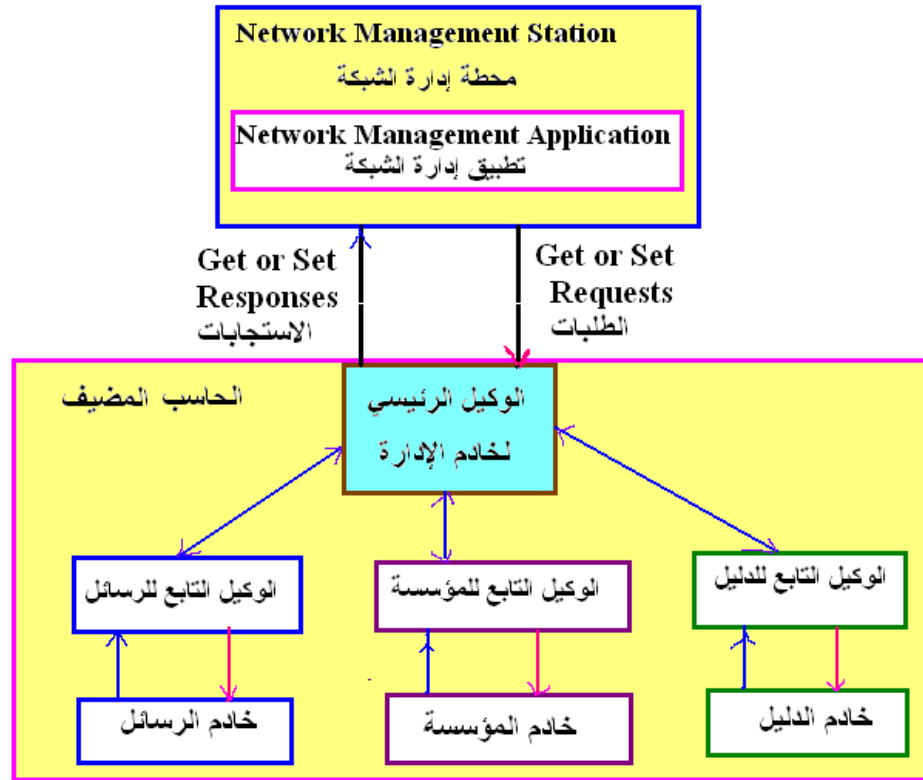 Network Management Station
محطة إدارة الشبكة
Network Management Application
تطبيق إدارة الشبكة
Get or Set
Responses
الاستجابات
Get or Set
Requests
الطلبات
الحاسب المضيف
الوكيل الرئيسي
لخادم الإدارة
الوكيل التابع للرسائل
الوكيل التابع للمؤسسة
الوكيل التابع للدليل
خادم الرسائل
خادم المؤسسة
خادم الدليل